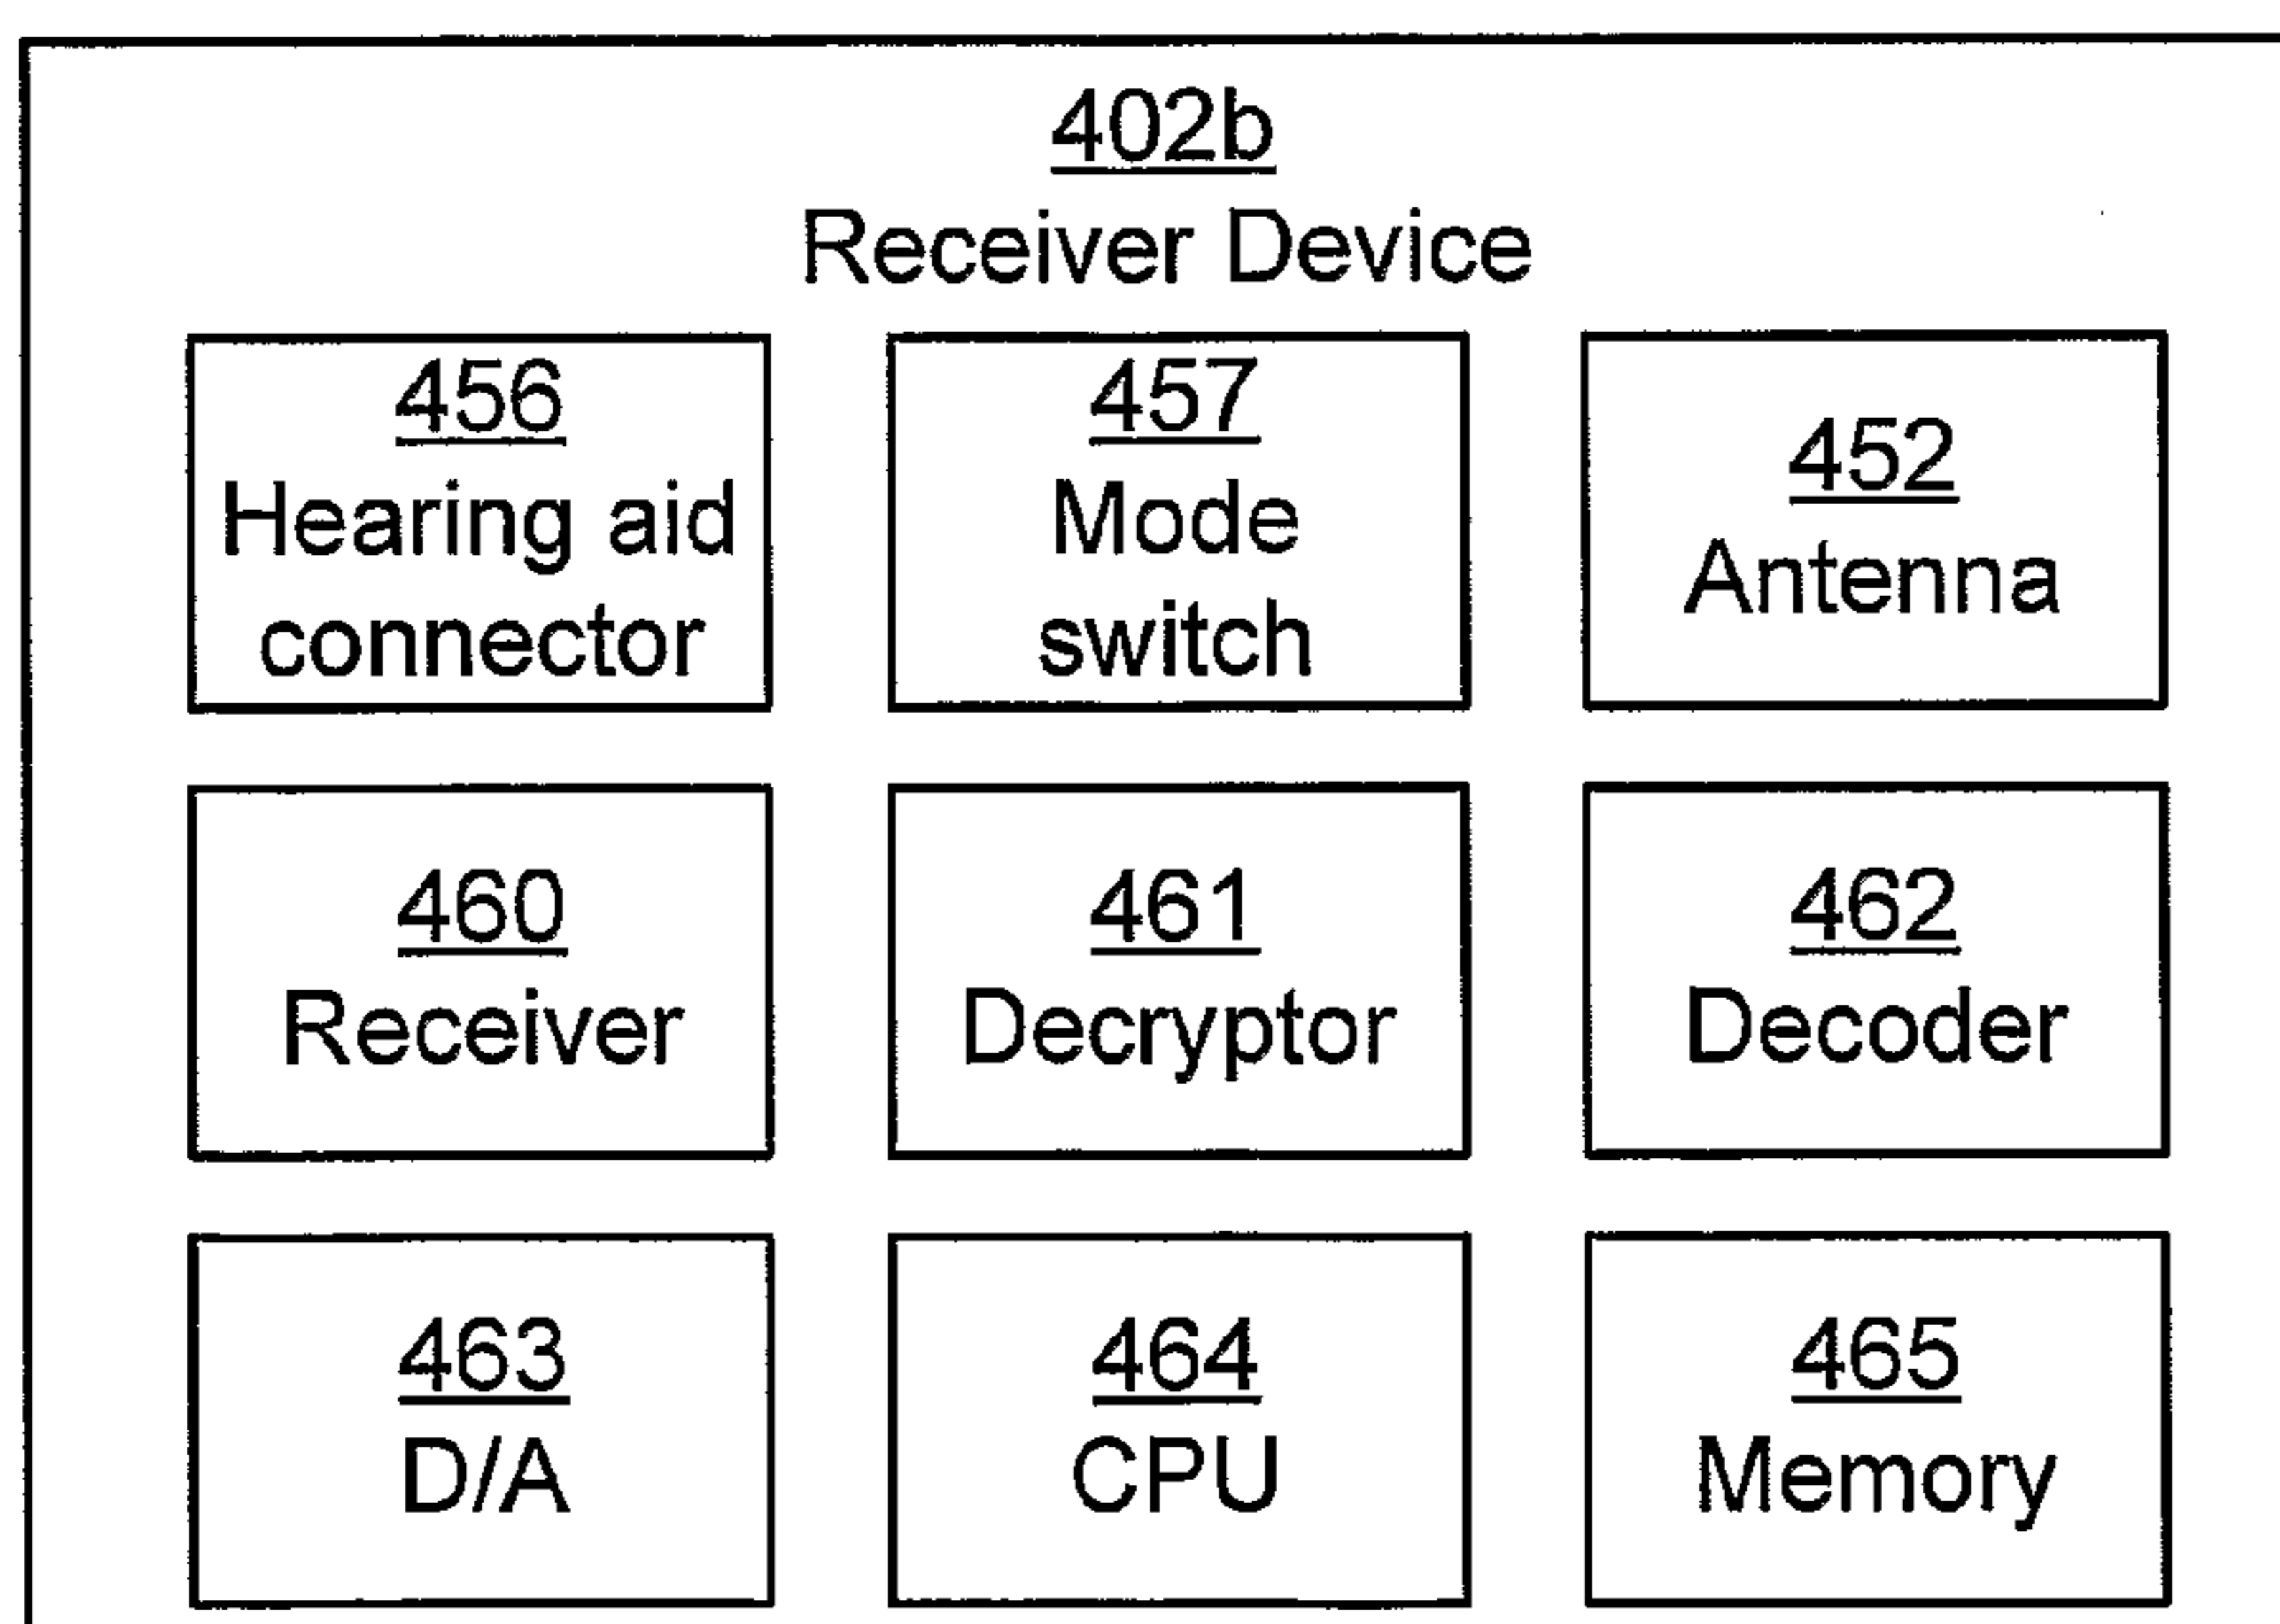 402b
Receiver Device
456
Hearing aid
connector
457
Mode
switch
452
Antenna
460
Receiver
461
Decryptor
462
Decoder
463
D/A
464
CPU
465
Memory